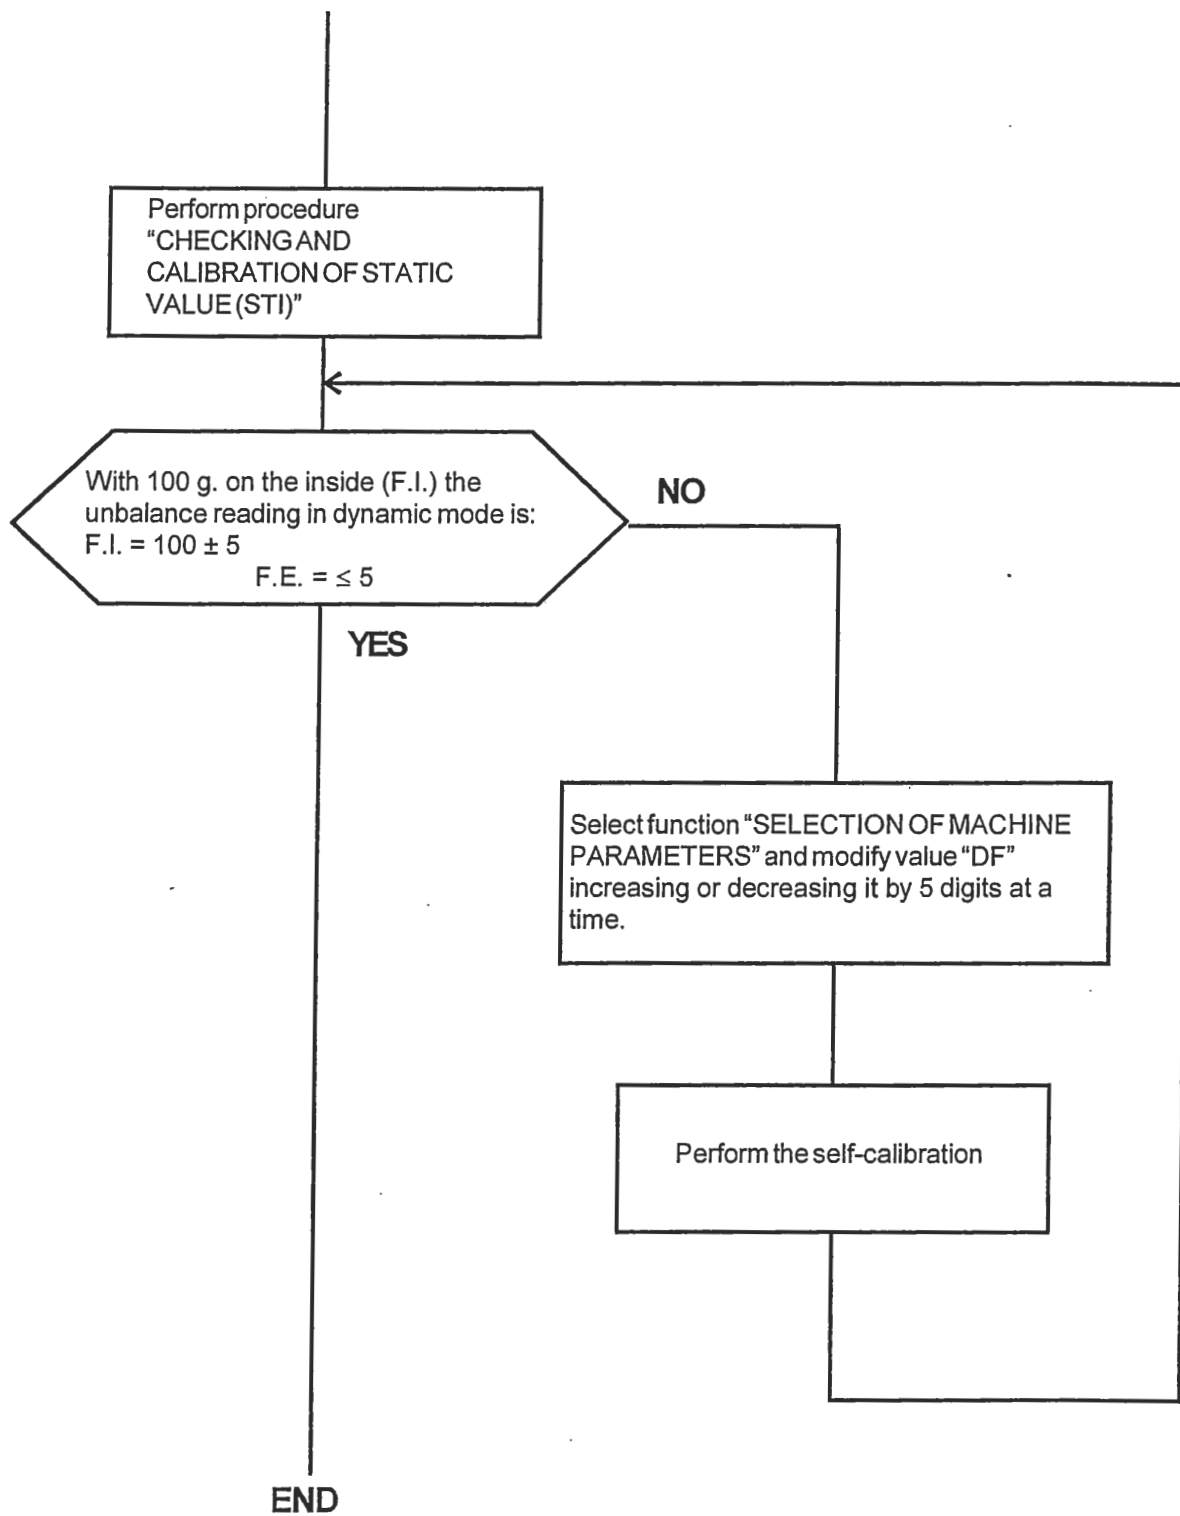 Perform procedure
“CHECKING AND
CALIBRATION OF STATIC
VALUE (STI)”
With 100 g. on the inside (F.I.) the
unbalance reading in dynamic mode is:
F.I. = 100 ± 5
F.E. = ≤ 5
NO
YES
Select function “SELECTION OF MACHINE
PARAMETERS” and modify value “DF”
increasing or decreasing it by 5 digits at a
time.
Perform the self-calibration
END